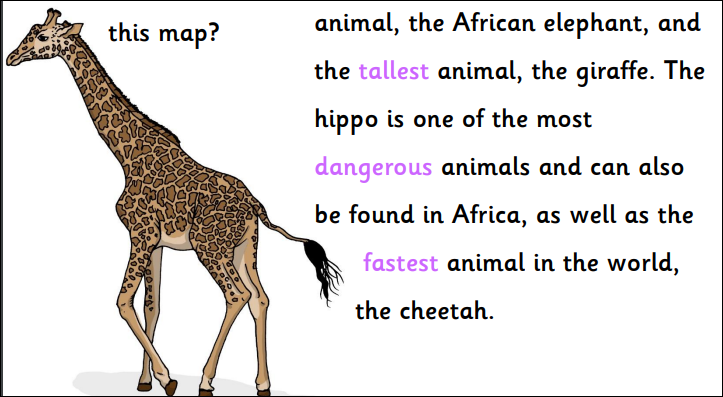 this map?
animal, the African elephant, and
the tallest animal, the giraffe. The
hippo is one of the most
dangerous animals and can also
be found in Africa, as well as the
fastest animal in the world,
the cheetah.